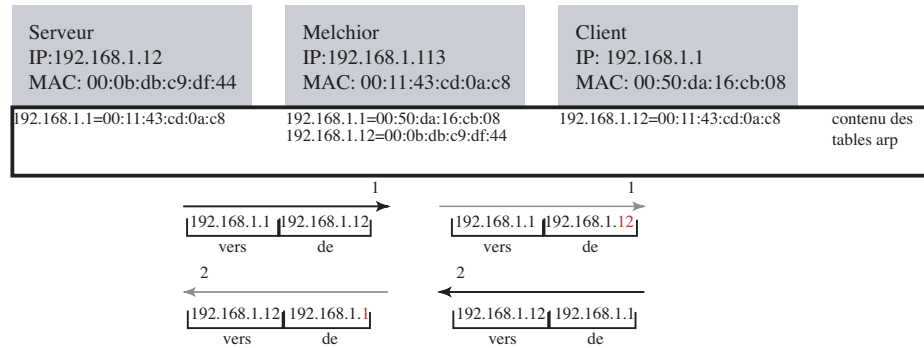 Serveur
IP:192.168.1.12
MAC: 00:0b:db:c9:df:44
Melchior
IP:192.168.1.113
MAC: 00:11:43:cd:0a:c8
Client
IP: 192.168.1.1
MAC: 00:50:da:16:cb:08
192.168.1.1=00:11:43:cd:0a:c8
192.168.1.1=00:50:da:16:cb:08
192.168.1.12=00:0b:db:c9:df:44
192.168.1.12=00:11:43:cd:0a:c8
contenu des
tables arp
1
192.168.1.1 192.168.1.12
vers de
1
192.168.1.1 192.168.1.12
vers de
2
192.168.1.12 192.168.1.1
vers de
2
192.168.1.12 192.168.1.1
vers de